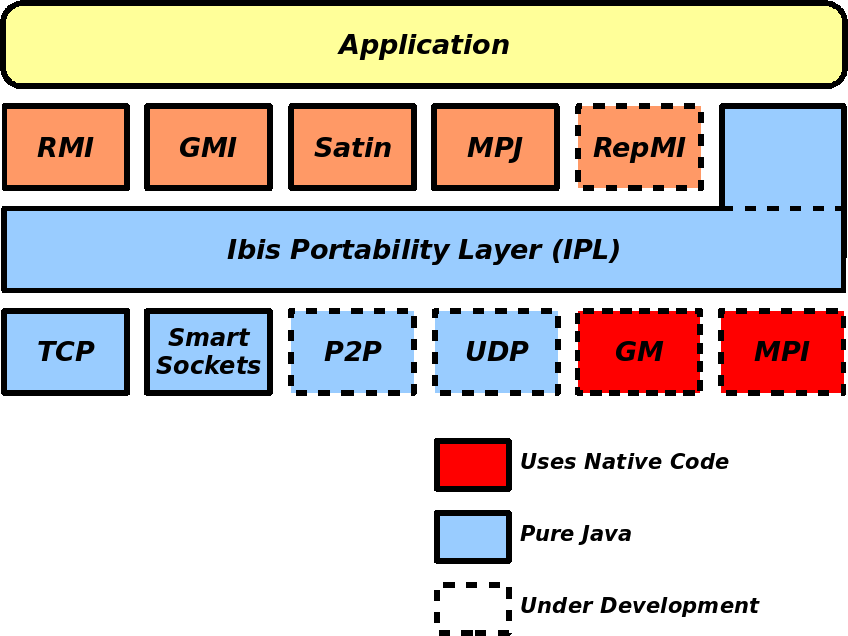 Application
RMI
GMI
Satin
MPJ
RepMI
Ibis Portability Layer (IPL)
TCP
Smart
Sockets
P2P
UDP
GM
MPI
Uses Native Code
Pure Java
Under Development